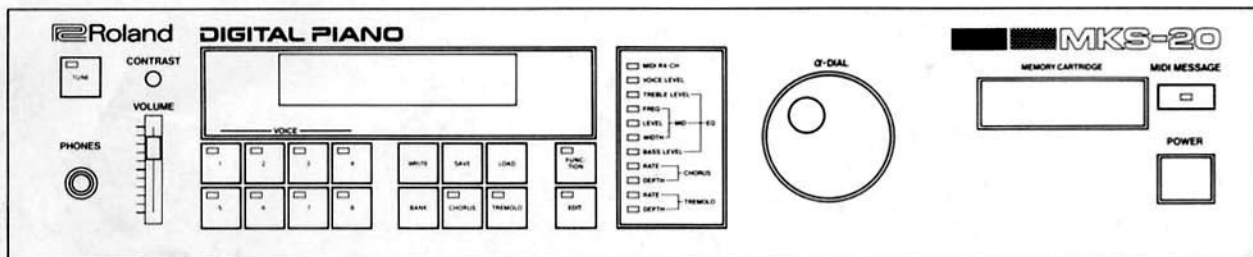 Roland
DIGITAL PIANO
MKS-20
TUNE
CONTRAST
VOLUME
PHONES
VOICE
1
2
3
4
5
6
7
8
WRITE
SAVE
LOAD
BANK
CHORUS
TREMOLO
FUNC-
TION
EDIT
MIDI RX CH
VOICE LEVEL
TREBLE LEVEL
FREQ
LEVEL
MID
EQ
WIDTH
BASS LEVEL
RATE
CHORUS
DEPTH
RATE
TREMOLO
DEPTH
α-DIAL
MEMORY CARTRIDGE
MIDI MESSAGE
POWER